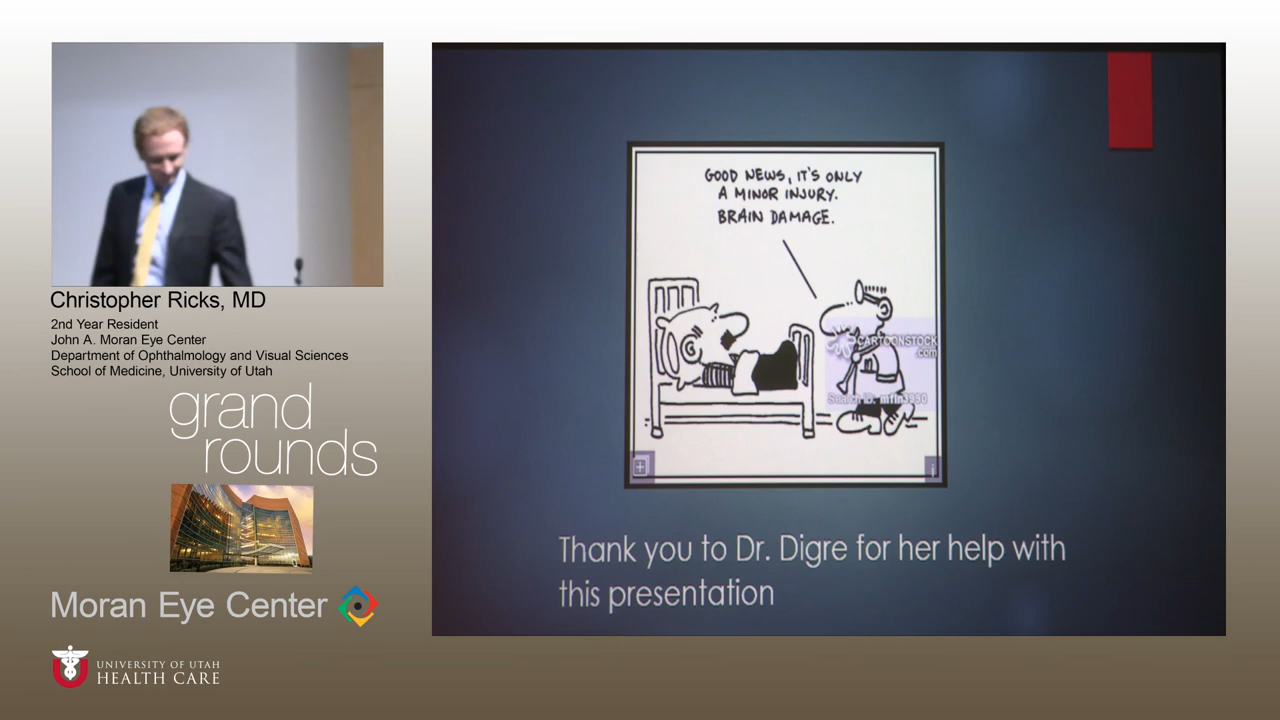 Christopher Ricks, MD
2nd Year Resident
John A. Moran Eye Center
Department of Ophthalmology and Visual Sciences
School of Medicine, University of Utah
grand
rounds
Moran Eye Center
U
UNIVERSITY OF UTAH
HEALTH CARE
GOOD NEWS, IT'S ONLY
A MINOR INJURY.
BRAIN DAMAGE.
CARTOONSTOCK
.com
Search ID:
Thank you to Dr. Digre for her help with
this presentation